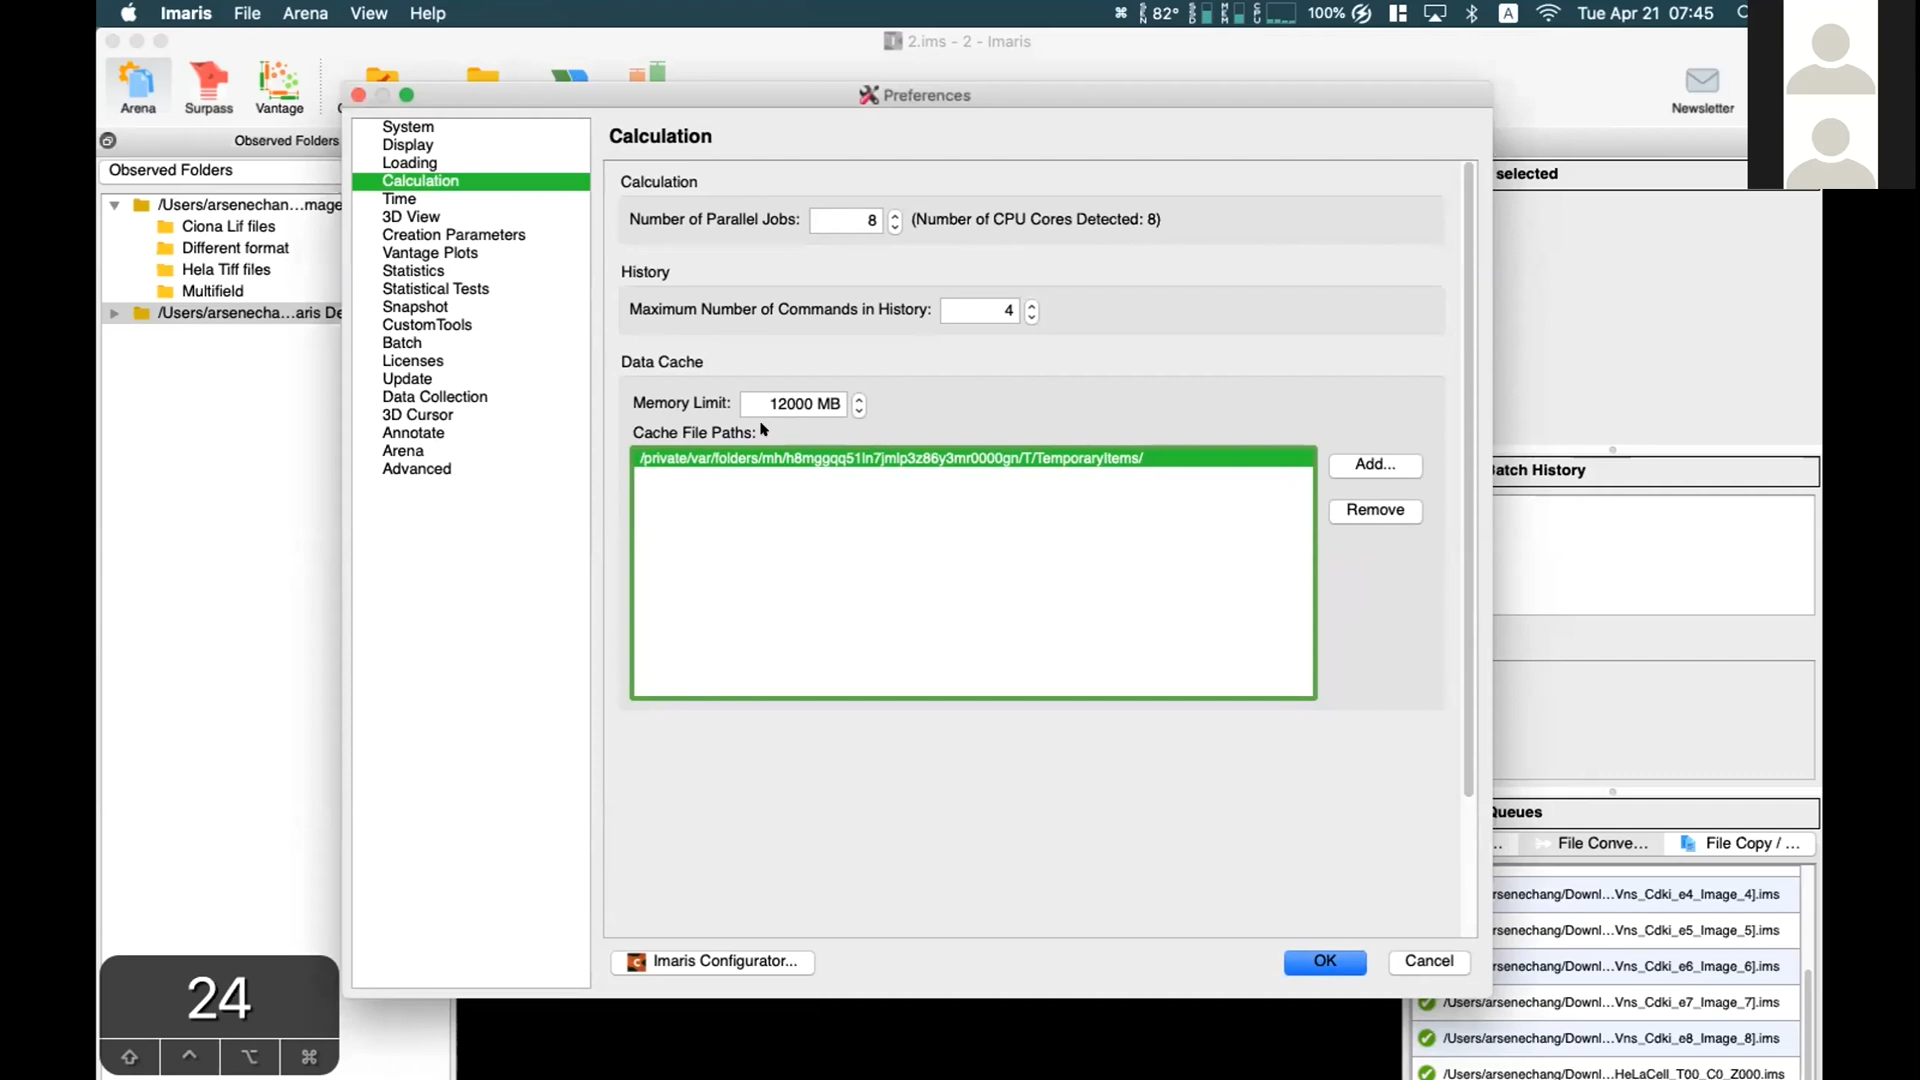 Imaris File Arena View Help
82° 100% A Tue Apr 21 07:45
2.ims - 2 - Imaris
Arena Surpass Vantage Newsletter
Preferences
Observed Folders
Observed Folders
/Users/arsenechan...mage
Ciona Lif files
Different format
Hela Tiff files
Multifield
/Users/arsenecha...aris De
System
Display
Loading
Calculation
Time
3D View
Creation Parameters
Vantage Plots
Statistics
Statistical Tests
Snapshot
CustomTools
Batch
Licenses
Update
Data Collection
3D Cursor
Annotate
Arena
Advanced
Calculation
Calculation
Number of Parallel Jobs: 8 (Number of CPU Cores Detected: 8)
History
Maximum Number of Commands in History: 4
Data Cache
Memory Limit: 12000 MB
Cache File Paths:
/private/var/folders/mh/h8mggqq51ln7jmlp3z86y3mr0000gn/T/TemporaryItems/
Add...
Remove
Imaris Configurator...
OK Cancel
selected
Batch History
Queues
... File Conve... File Copy / ...
rsenechang/Downl...Vns_Cdki_e4_Image_4].ims
rsenechang/Downl...Vns_Cdki_e5_Image_5].ims
rsenechang/Downl...Vns_Cdki_e6_Image_6].ims
/Users/arsenechang/Downl...Vns_Cdki_e7_Image_7].ims
/Users/arsenechang/Downl...Vns_Cdki_e8_Image_8].ims
/Users/arsenechang/Downl...HeLaCell_T00_C0_Z000.ims
24